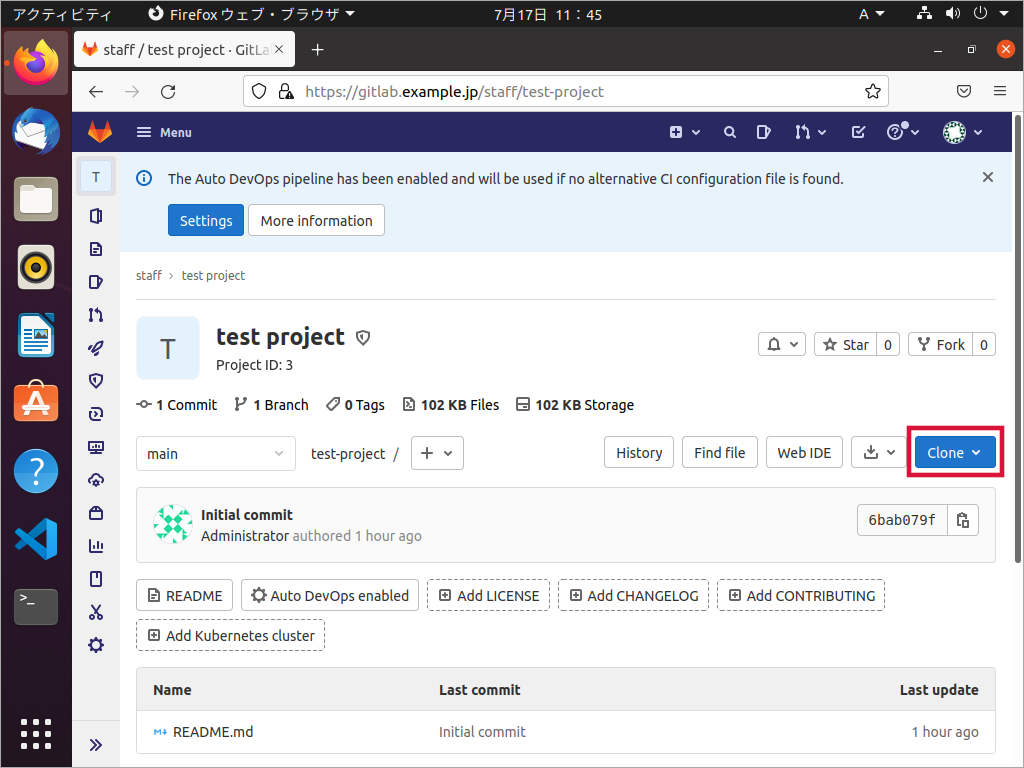 アクティビティ Firefox ウェブ・ブラウザ 7月17日 11：45 A
staff / test project · GitLa
https://gitlab.example.jp/staff/test-project
Menu
T
The Auto DevOps pipeline has been enabled and will be used if no alternative CI configuration file is found.
Settings More information
staff › test project
T
test project
Project ID: 3
Star 0 Fork 0
1 Commit 1 Branch 0 Tags 102 KB Files 102 KB Storage
main test-project / + History Find file Web IDE Clone
Initial commit
Administrator authored 1 hour ago
6bab079f
README Auto DevOps enabled Add LICENSE Add CHANGELOG Add CONTRIBUTING
Add Kubernetes cluster
Name Last commit Last update
M↓ README.md Initial commit 1 hour ago